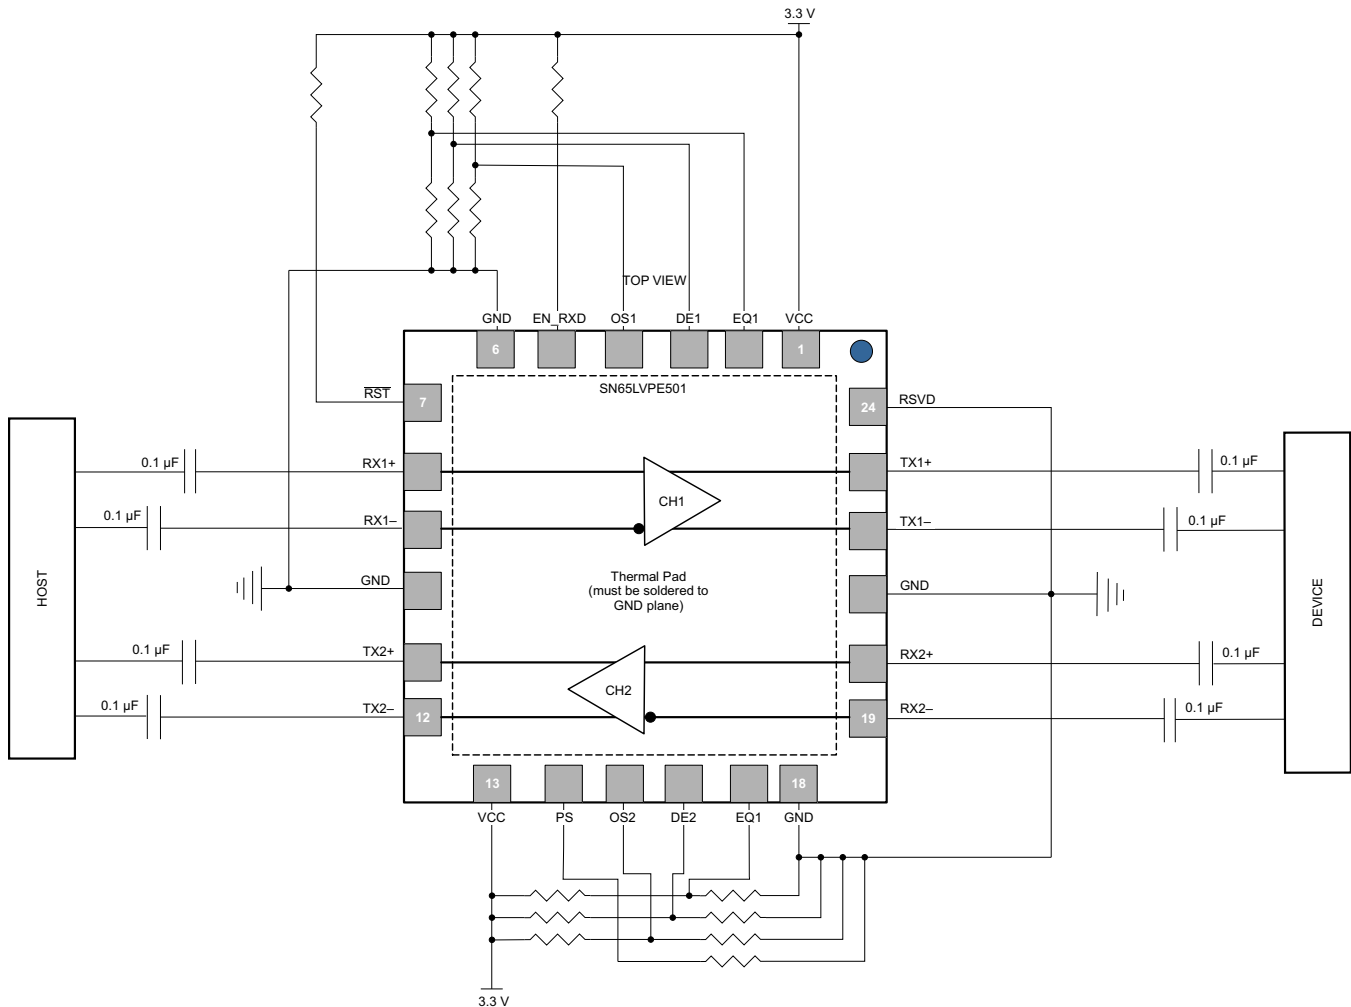 3.3 V
TOP VIEW
GND
EN_RXD
OS1
DE1
EQ1
VCC
6
1
SN65LVPE501
RST
7
24
RSVD
0.1 µF
RX1+
TX1+
0.1 µF
CH1
0.1 µF
RX1–
TX1–
0.1 µF
HOST
GND
Thermal Pad
(must be soldered to
GND plane)
GND
DEVICE
0.1 µF
TX2+
RX2+
0.1 µF
CH2
0.1 µF
TX2–
12
19
RX2–
0.1 µF
13
18
VCC
PS
OS2
DE2
EQ1
GND
3.3 V